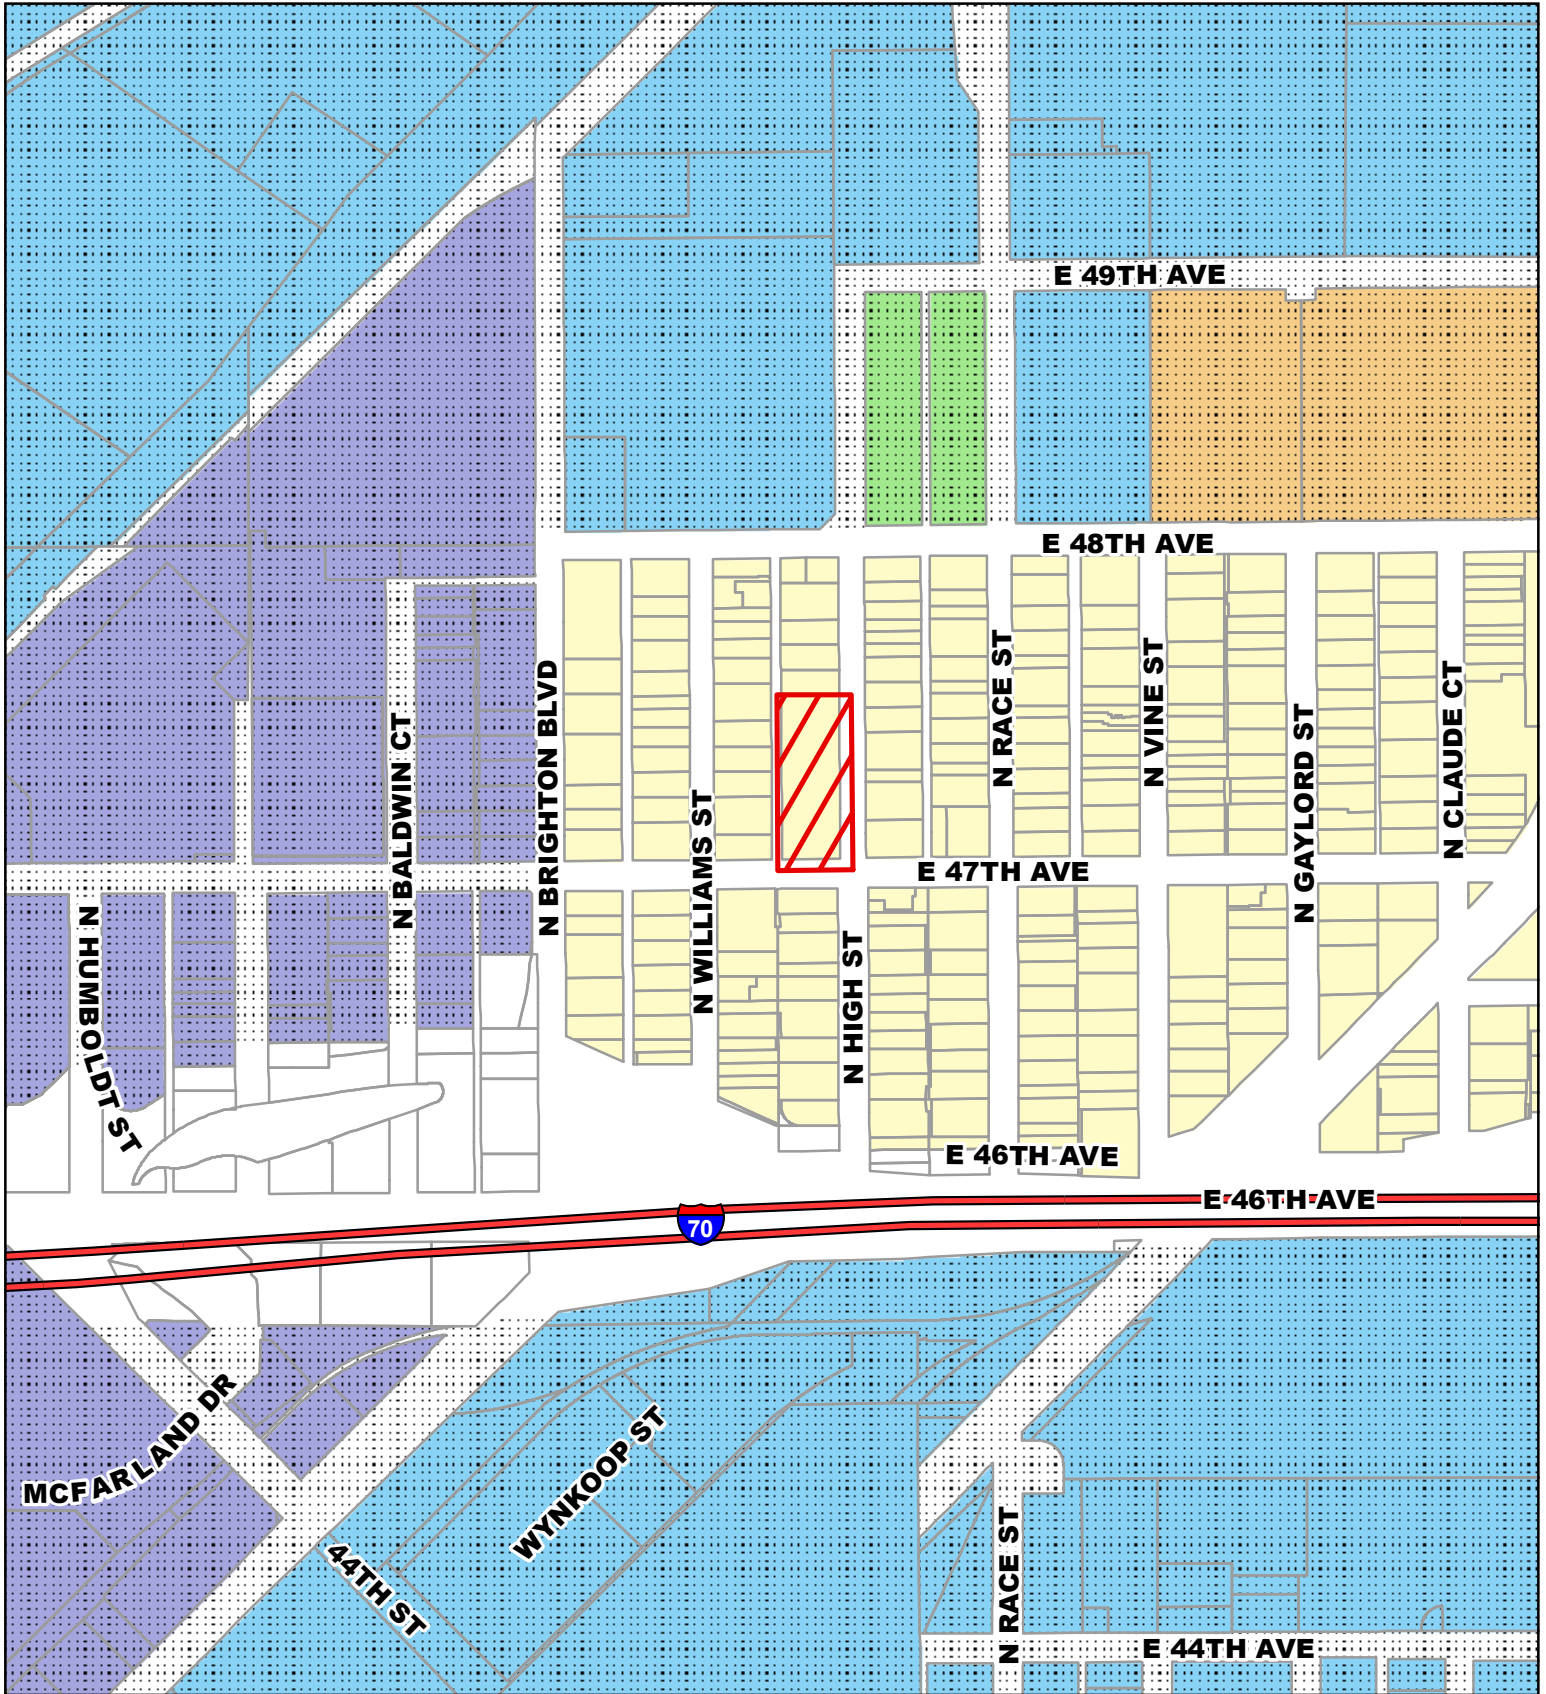 E 49TH AVE
E 48TH AVE
N RACE ST
N VINE ST
N BRIGHTON BLVD
N CLAUDE CT
N GAYLORD ST
N BALDWIN CT
N WILLIAMS ST
E 47TH AVE
N HUMBOLDT ST
N HIGH ST
E 46TH AVE
E 46TH AVE
70
MCFARLAND DR
WYNKOOP ST
44TH ST
N RACE ST
E 44TH AVE